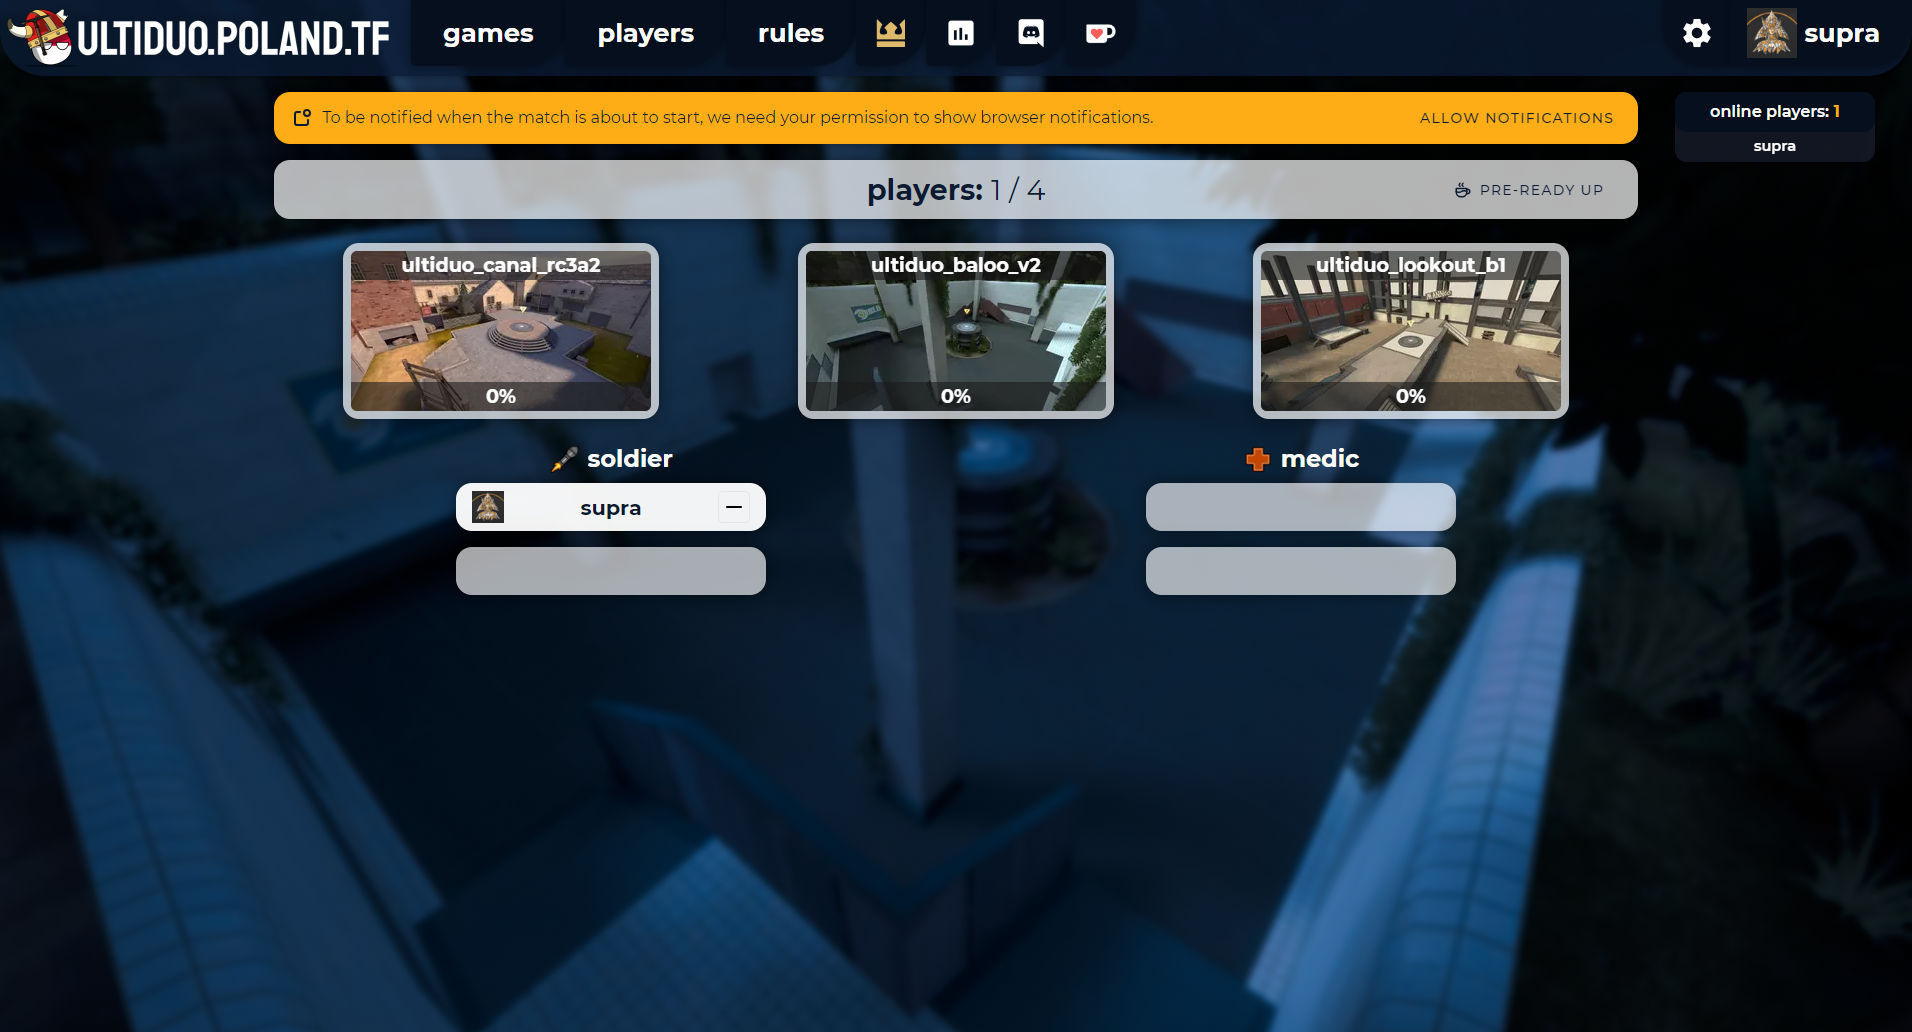 ULTIDUO.POLAND.TF
games
players
rules
supra
To be notified when the match is about to start, we need your permission to show browser notifications.
ALLOW NOTIFICATIONS
online players: 1
supra
players: 1 / 4
PRE-READY UP
ultiduo_canal_rc3a2
0%
ultiduo_baloo_v2
0%
ultiduo_lookout_b1
0%
soldier
supra
medic